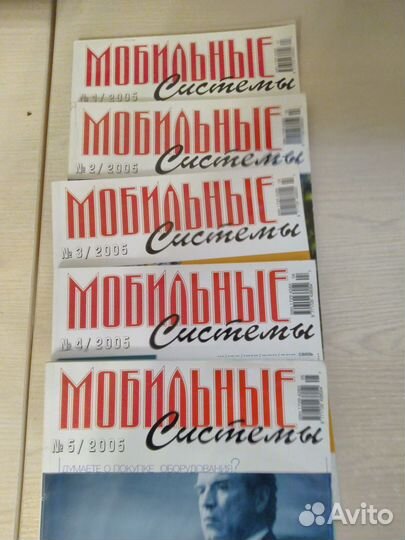 МОБИЛЬНЫЕ
Системы
№ 1/2005
МОБИЛЬНЫЕ
Системы
№ 2/2005
МОБИЛЬНЫЕ
Системы
№ 3/2005
МОБИЛЬНЫЕ
Системы
№ 4/2005
СВЯЗЬ
МОБИЛЬНЫЕ
Системы
№ 5/2005
ДУМАЕТЕ О ПОКУПКЕ ОБОРУДОВАНИЯ?
Avito